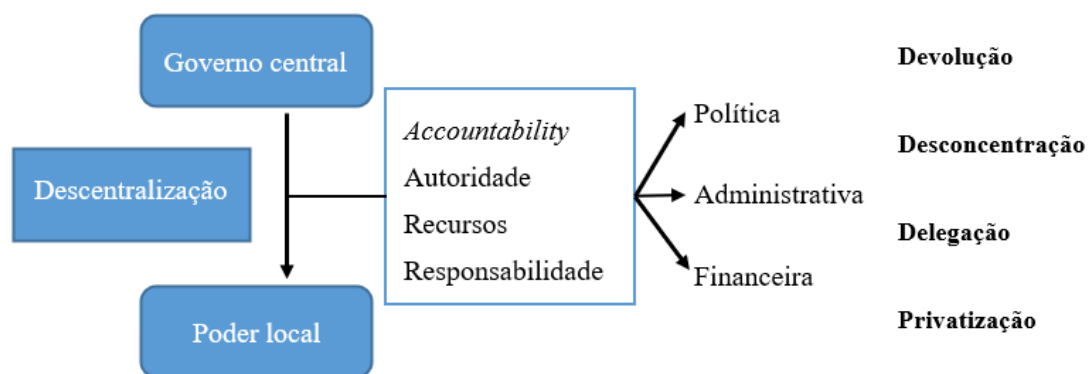 Governo central
Descentralização
Poder local
Accountability
Autoridade
Recursos
Responsabilidade
Política
Administrativa
Financeira
Devolução
Desconcentração
Delegação
Privatização